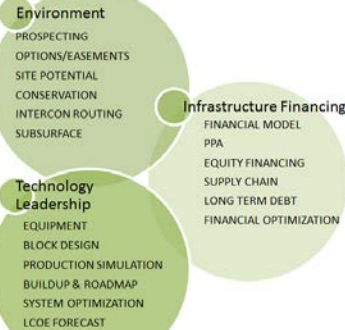 Environment
PROSPECTING
OPTIONS/EASEMENTS
SITE POTENTIAL
CONSERVATION
INTERCON ROUTING
SUBSURFACE
Infrastructure Financing
FINANCIAL MODEL
PPA
EQUITY FINANCING
SUPPLY CHAIN
LONG TERM DEBT
FINANCIAL OPTIMIZATION
Technology
Leadership
EQUIPMENT
BLOCK DESIGN
PRODUCTION SIMULATION
BUILDUP & ROADMAP
SYSTEM OPTIMIZATION
LCOE FORECAST